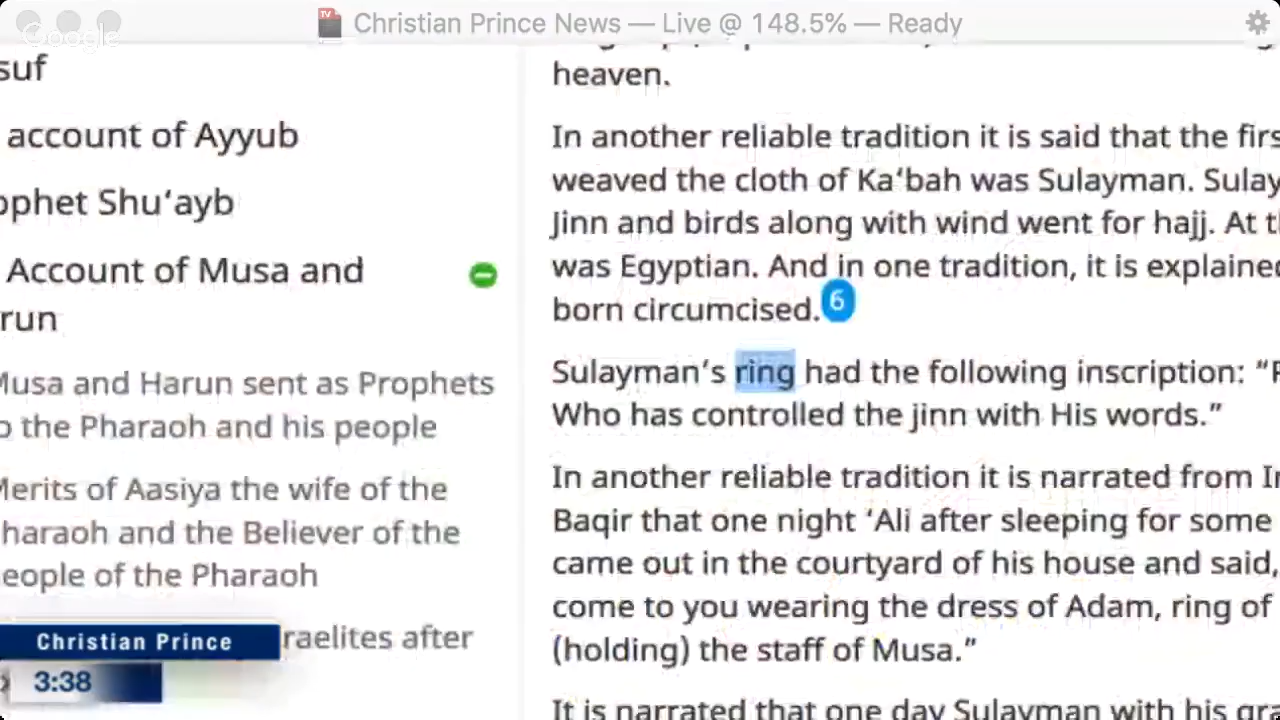 Christian Prince News — Live @ 148.5% — Ready
Google
suf
account of Ayyub
ophet Shu‘ayb
Account of Musa and
run
Musa and Harun sent as Prophets
o the Pharaoh and his people
Merits of Aasiya the wife of the
haraoh and the Believer of the
eople of the Pharaoh
raelites after
Christian Prince
3:38
heaven.
In another reliable tradition it is said that the firs
weaved the cloth of Ka‘bah was Sulayman. Sulay
Jinn and birds along with wind went for hajj. At t
was Egyptian. And in one tradition, it is explained
born circumcised.6
Sulayman’s ring had the following inscription: “P
Who has controlled the jinn with His words.”
In another reliable tradition it is narrated from I
Baqir that one night ‘Ali after sleeping for some
came out in the courtyard of his house and said,
come to you wearing the dress of Adam, ring of
(holding) the staff of Musa.”
It is narrated that one day Sulayman with his gra